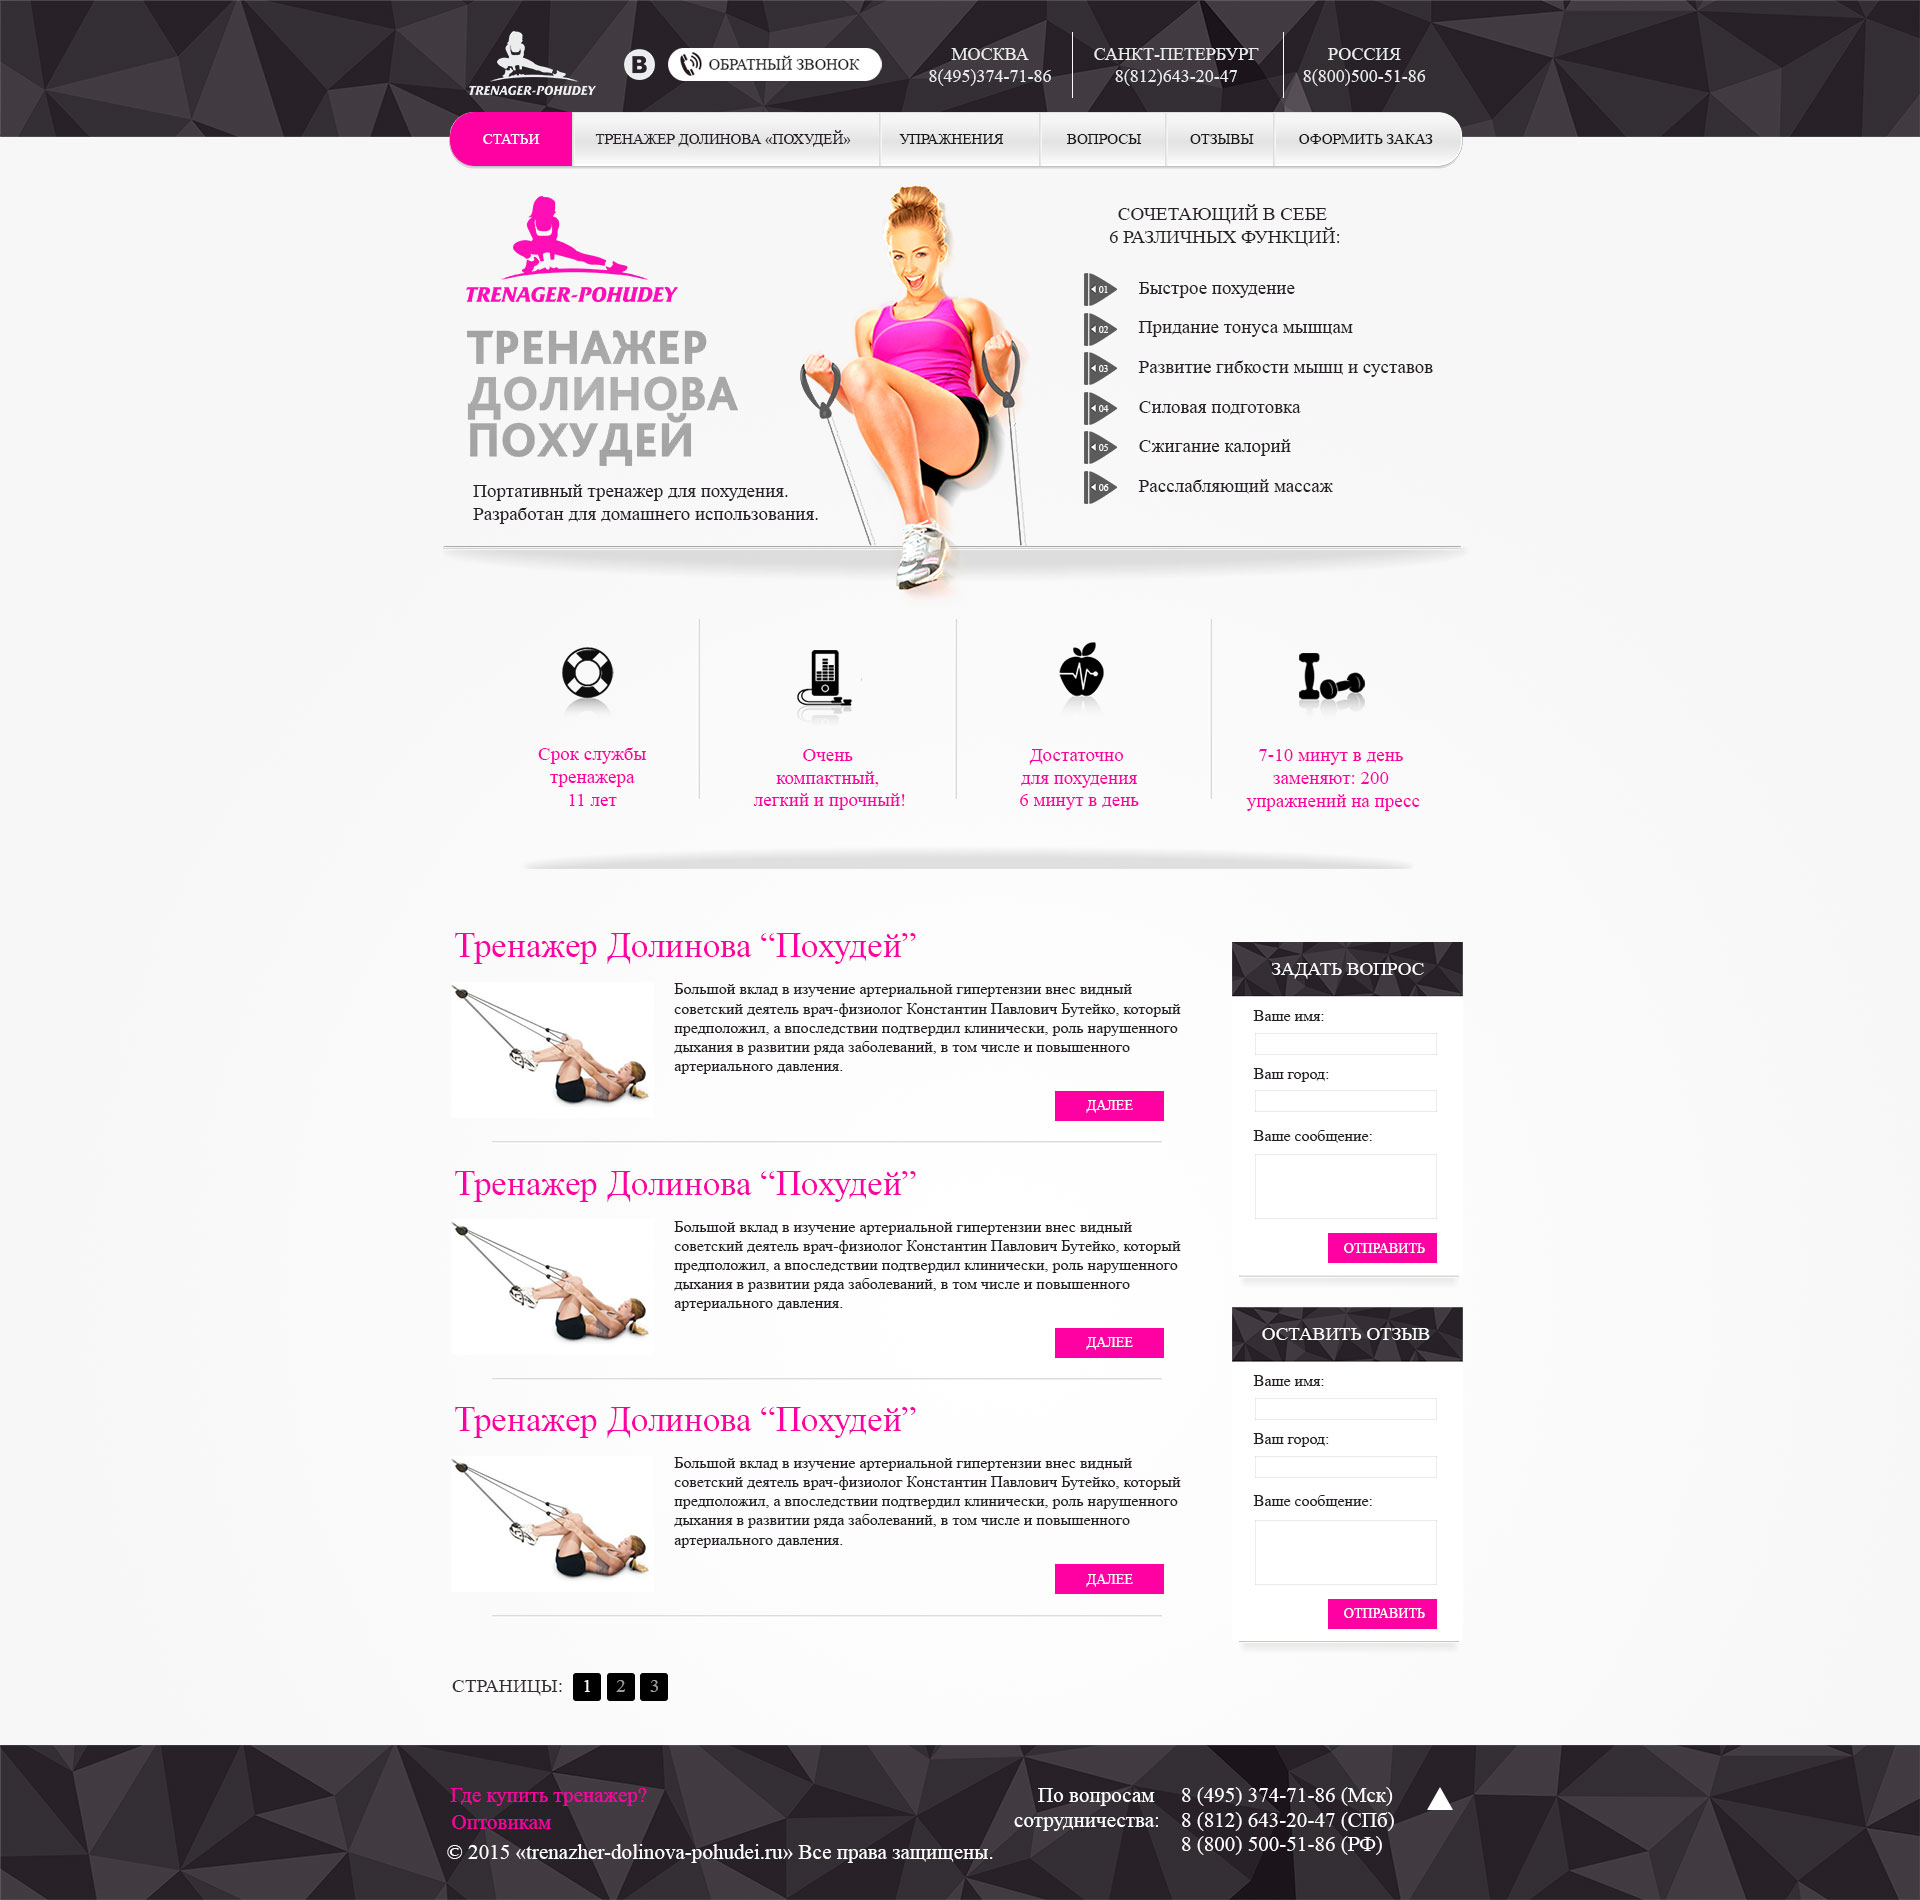 TRENAGER-POHUDEY
B
ОБРАТНЫЙ ЗВОНОК
МОСКВА
8(495)374-71-86
САНКТ-ПЕТЕРБУРГ
8(812)643-20-47
РОССИЯ
8(800)500-51-86
СТАТЬИ
ТРЕНАЖЕР ДОЛИНОВА «ПОХУДЕЙ»
УПРАЖНЕНИЯ
ВОПРОСЫ
ОТЗЫВЫ
ОФОРМИТЬ ЗАКАЗ
TRENAGER-POHUDEY
ТРЕНАЖЕР
ДОЛИНОВА
ПОХУДЕЙ
Портативный тренажер для похудения.
Разработан для домашнего использования.
СОЧЕТАЮЩИЙ В СЕБЕ
6 РАЗЛИЧНЫХ ФУНКЦИЙ:
01 Быстрое похудение
02 Придание тонуса мышцам
03 Развитие гибкости мышц и суставов
04 Силовая подготовка
05 Сжигание калорий
06 Расслабляющий массаж
Срок службы
тренажера
11 лет
Очень
компактный,
легкий и прочный!
Достаточно
для похудения
6 минут в день
7-10 минут в день
заменяют: 200
упражнений на пресс
Тренажер Долинова “Похудей”
Большой вклад в изучение артериальной гипертензии внес видный
советский деятель врач-физиолог Константин Павлович Бутейко, который
предположил, а впоследствии подтвердил клинически, роль нарушенного
дыхания в развитии ряда заболеваний, в том числе и повышенного
артериального давления.
ДАЛЕЕ
Тренажер Долинова “Похудей”
Большой вклад в изучение артериальной гипертензии внес видный
советский деятель врач-физиолог Константин Павлович Бутейко, который
предположил, а впоследствии подтвердил клинически, роль нарушенного
дыхания в развитии ряда заболеваний, в том числе и повышенного
артериального давления.
ДАЛЕЕ
Тренажер Долинова “Похудей”
Большой вклад в изучение артериальной гипертензии внес видный
советский деятель врач-физиолог Константин Павлович Бутейко, который
предположил, а впоследствии подтвердил клинически, роль нарушенного
дыхания в развитии ряда заболеваний, в том числе и повышенного
артериального давления.
ДАЛЕЕ
СТРАНИЦЫ: 1 2 3
ЗАДАТЬ ВОПРОС
Ваше имя:
Ваш город:
Ваше сообщение:
ОТПРАВИТЬ
ОСТАВИТЬ ОТЗЫВ
Ваше имя:
Ваш город:
Ваше сообщение:
ОТПРАВИТЬ
Где купить тренажер?
Оптовикам
© 2015 «trenazher-dolinova-pohudei.ru» Все права защищены.
По вопросам
сотрудничества:
8 (495) 374-71-86 (Мск)
8 (812) 643-20-47 (СПб)
8 (800) 500-51-86 (РФ)